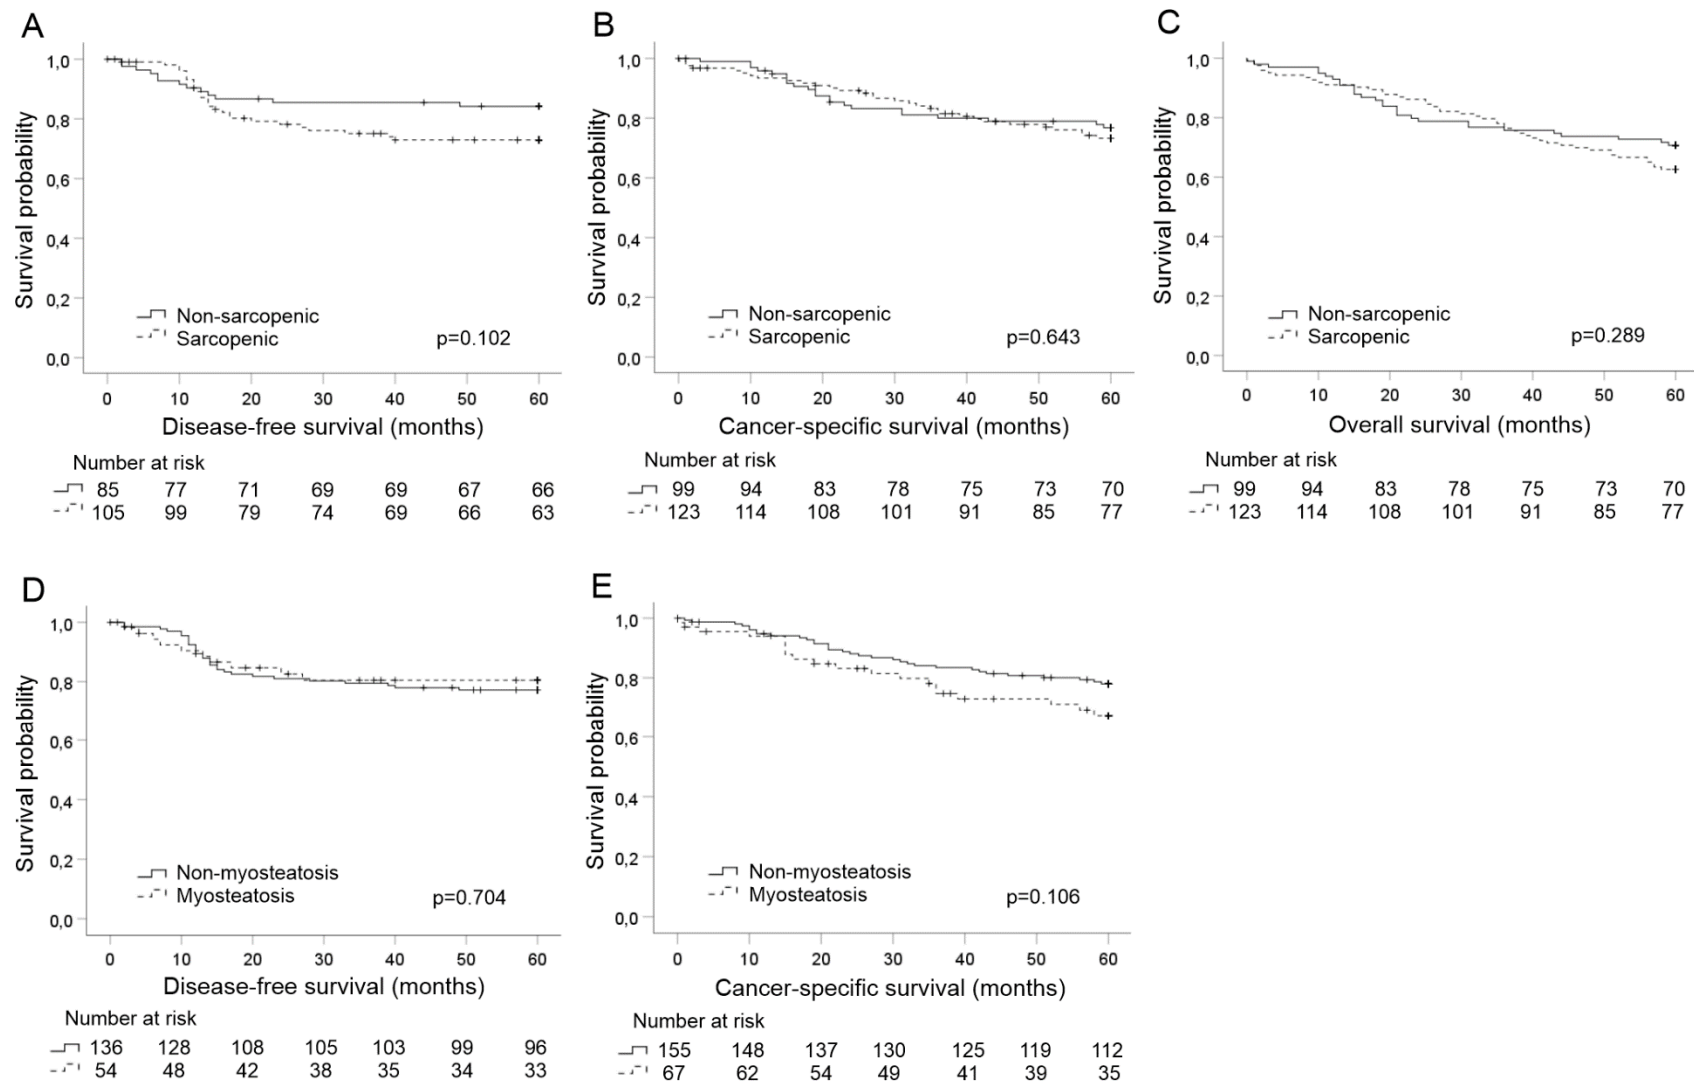 A
Survival probability
1,0
0,8
0,6
0,4
0,2
0,0
Non-sarcopenic
Sarcopenic
p=0.102
0 10 20 30 40 50 60
Disease-free survival (months)
Number at risk
85 77 71 69 69 67 66
105 99 79 74 69 66 63
B
Survival probability
1,0
0,8
0,6
0,4
0,2
0,0
Non-sarcopenic
Sarcopenic
p=0.643
0 10 20 30 40 50 60
Cancer-specific survival (months)
Number at risk
99 94 83 78 75 73 70
123 114 108 101 91 85 77
C
Survival probability
1,0
0,8
0,6
0,4
0,2
0,0
Non-sarcopenic
Sarcopenic
p=0.289
0 10 20 30 40 50 60
Overall survival (months)
Number at risk
99 94 83 78 75 73 70
123 114 108 101 91 85 77
D
Survival probability
1,0
0,8
0,6
0,4
0,2
0,0
Non-myosteatosis
Myosteatosis
p=0.704
0 10 20 30 40 50 60
Disease-free survival (months)
Number at risk
136 128 108 105 103 99 96
54 48 42 38 35 34 33
E
Survival probability
1,0
0,8
0,6
0,4
0,2
0,0
Non-myosteatosis
Myosteatosis
p=0.106
0 10 20 30 40 50 60
Cancer-specific survival (months)
Number at risk
155 148 137 130 125 119 112
67 62 54 49 41 39 35